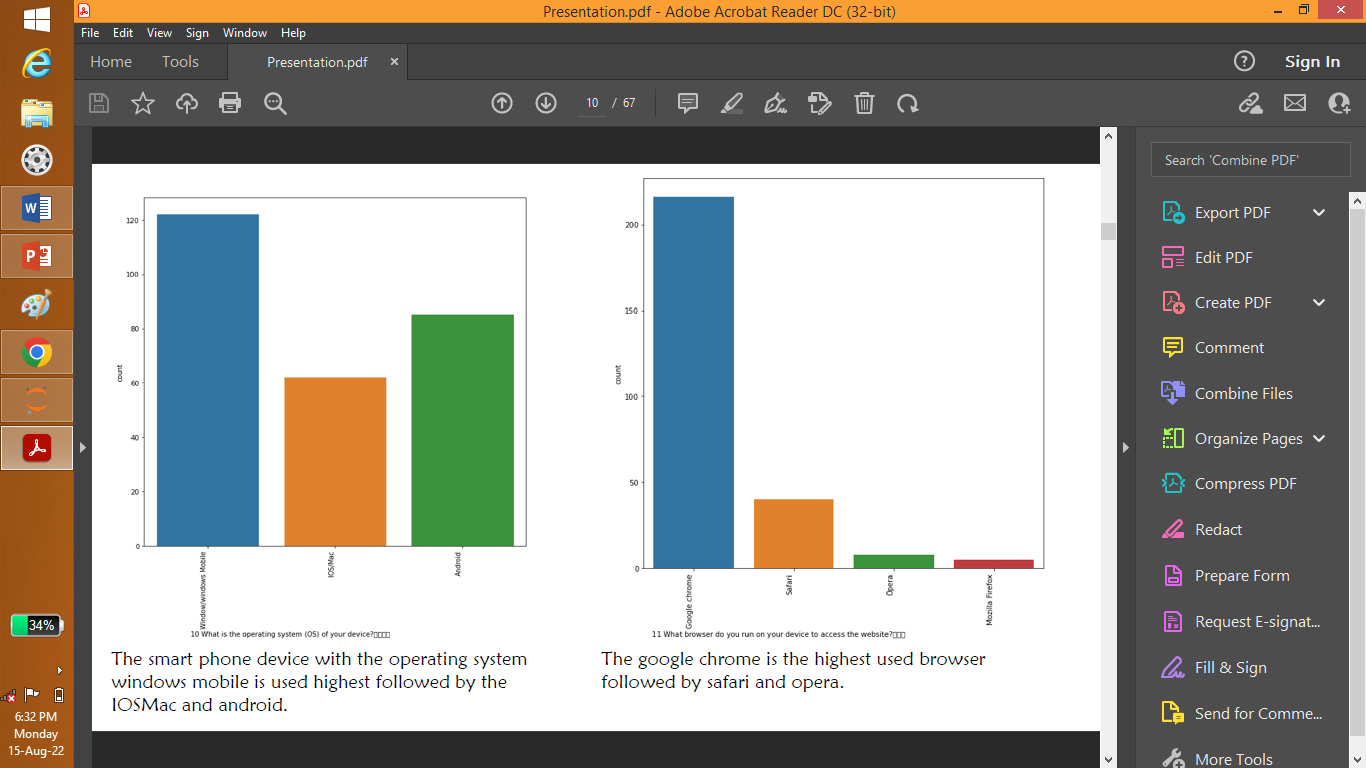 Presentation.pdf - Adobe Acrobat Reader DC (32-bit)
File Edit View Sign Window Help
Home Tools Presentation.pdf × ? Sign In
10 / 67
Search 'Combine PDF'
Export PDF
Edit PDF
Create PDF
Comment
Combine Files
Organize Pages
Compress PDF
Redact
Prepare Form
Request E-signat...
Fill & Sign
Send for Comme...
More Tools
120
100
80
60
40
20
0
count
Window/windows Mobile
IOS/Mac
Android
10 What is the operating system (OS) of your device?▯▯▯▯
The smart phone device with the operating system
windows mobile is used highest followed by the
IOSMac and android.
200
150
100
50
0
count
Google chrome
Safari
Opera
Mozilla Firefox
11 What browser do you run on your device to access the website?▯▯▯
The google chrome is the highest used browser
followed by safari and opera.
34%
6:32 PM
Monday
15-Aug-22